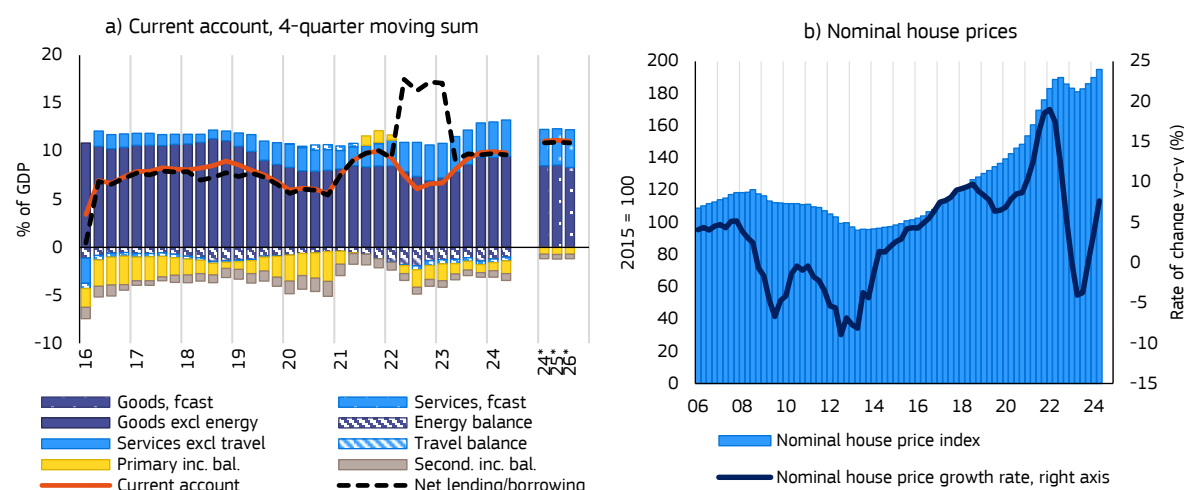 a) Current account, 4-quarter moving sum
20
15
10
5
0
-5
-10
% of GDP
16 17 18 19 20 21 22 23 24 24* 25* 26*
Goods, fcast Services, fcast
Goods excl energy Energy balance
Services excl travel Travel balance
Primary inc. bal. Second. inc. bal.
Current account Net lending/borrowing
b) Nominal house prices
200
180
160
140
120
100
80
60
40
20
0
2015 = 100
25
20
15
10
5
0
-5
-10
-15
Rate of change y-o-y (%)
06 08 10 12 14 16 18 20 22 24
Nominal house price index
Nominal house price growth rate, right axis